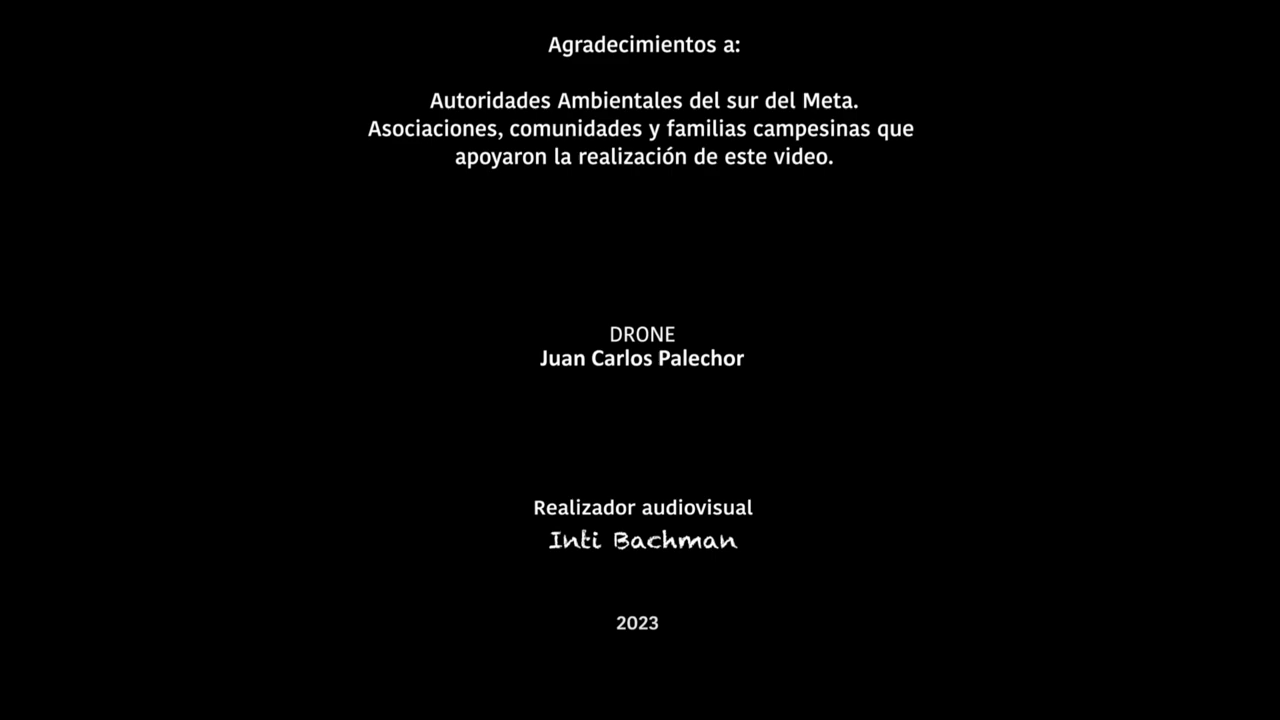 Agradecimientos a:
Autoridades Ambientales del sur del Meta.
Asociaciones, comunidades y familias campesinas que
apoyaron la realización de este video.
DRONE
Juan Carlos Palechor
Realizador audiovisual
Inti Bachman
2023